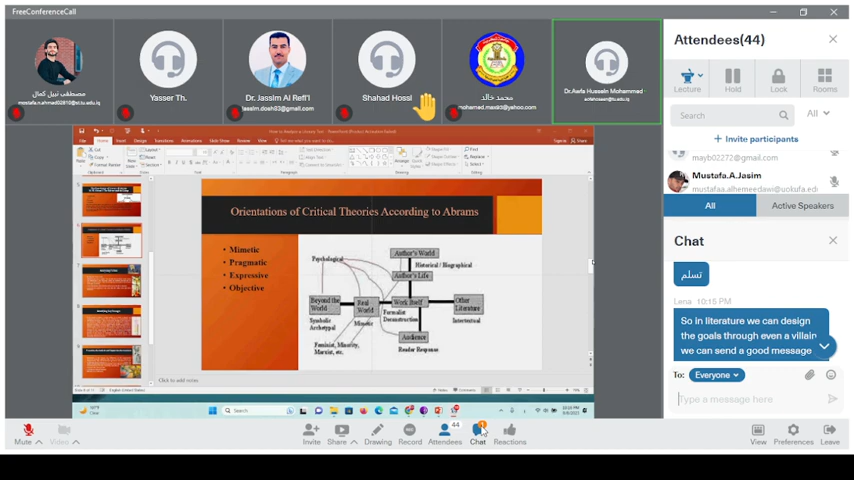 FreeConferenceCall
مصطفى نبيل كمال
Yasser Th.
Dr. Jassim Al Refi'i
jassim.dosh33@gmail.com
Shahad Hossi
محمد خالد
mohamed.maskit@yahoo.com
Dr.Awfa Hussein Mohammed -
Attendees(44)
Lecture
Hold
Lock
Rooms
Search
All
+ Invite participants
mayb02272@gmail.com
Mustafa.A.Jasim
mustafaa.alhemeedawi@uokufa.edi
All
Active Speakers
Chat
تسلم
Lena 10:15 PM
So in literature we can design
the goals through even a villain
we can send a good message
To:
Everyone
Type a message here
Orientations of Critical Theories According to Abrams
• Mimetic
• Pragmatic
• Expressive
• Objective
Psychological
Author's World
Historical / Biographical
Author's Life
Beyond the
World
Real
World
Work Itself
Other
Literature
Symbolic
Archetypal
Mimetic
Formalist
Deconstruction
Intertextual
Audience
Feminist, Minority,
Marxist, etc.
Reader Response
Click to add notes
Search
Mute
Video
Invite
Share
Drawing
Record
44
Attendees
Chat
Reactions
View
Preferences
Leave